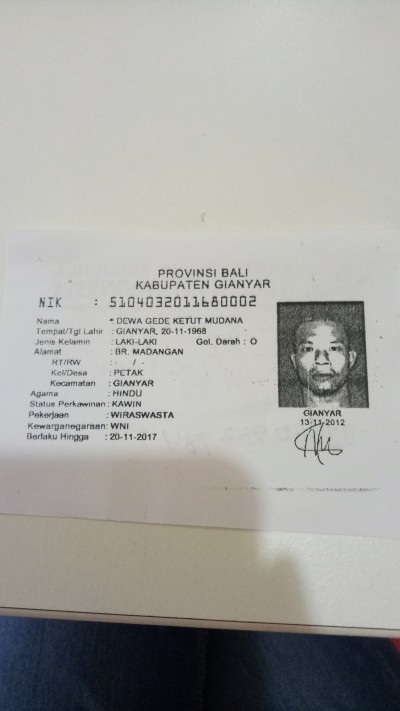 PROVINSI BALI
KABUPATEN GIANYAR
NIK : 5104032011680002
Nama : DEWA GEDE KETUT MUDANA
Tempat/Tgl Lahir : GIANYAR, 20-11-1968
Jenis Kelamin : LAKI-LAKI Gol. Darah : O
Alamat : BR. MADANGAN
RT/RW : - / -
Kel/Desa : PETAK
Kecamatan : GIANYAR
Agama : HINDU
Status Perkawinan : KAWIN
Pekerjaan : WIRASWASTA
Kewarganegaraan: WNI
Berlaku Hingga : 20-11-2017
GIANYAR
13-11-2012